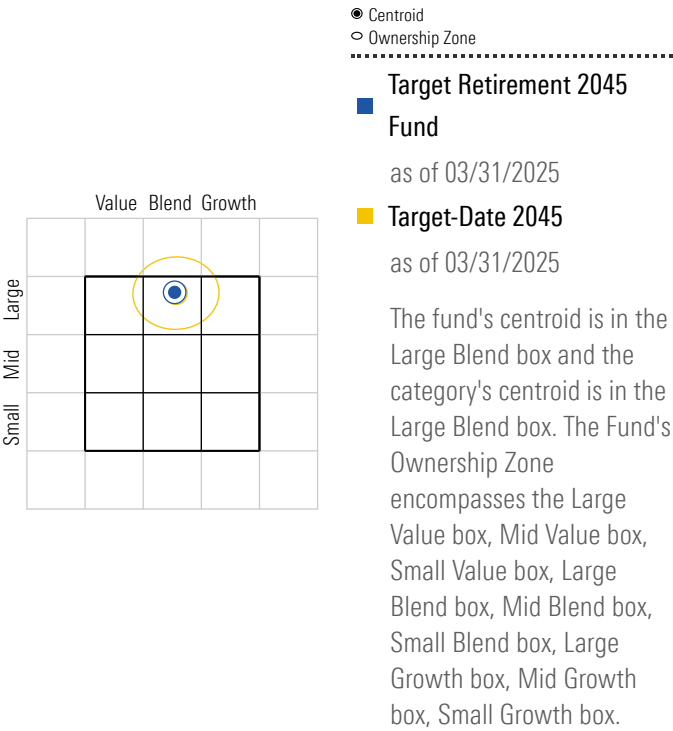 Centroid
Ownership Zone
Target Retirement 2045
Fund
as of 03/31/2025
Target-Date 2045
as of 03/31/2025
The fund's centroid is in the
Large Blend box and the
category's centroid is in the
Large Blend box. The Fund's
Ownership Zone
encompasses the Large
Value box, Mid Value box,
Small Value box, Large
Blend box, Mid Blend box,
Small Blend box, Large
Growth box, Mid Growth
box, Small Growth box.
Value Blend Growth
Large
Mid
Small